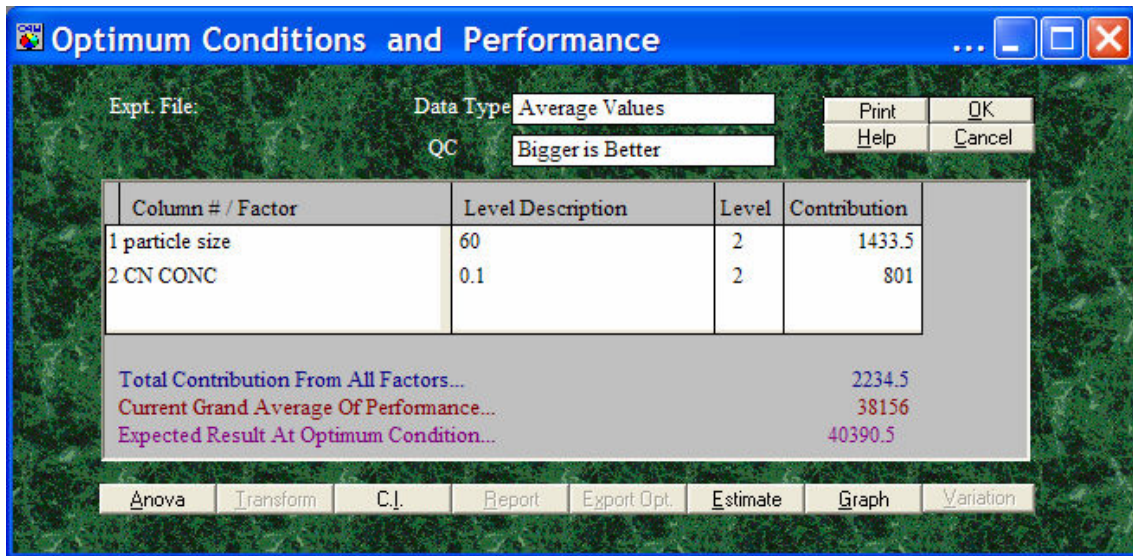 Optimum Conditions and Performance ...
Expt. File: Data Type Average Values Print OK
QC Bigger is Better Help Cancel
Column # / Factor Level Description Level Contribution
1 particle size 60 2 1433.5
2 CN CONC 0.1 2 801
Total Contribution From All Factors... 2234.5
Current Grand Average Of Performance... 38156
Expected Result At Optimum Condition... 40390.5
Anova Transform C.I. Report Export Opt. Estimate Graph Variation